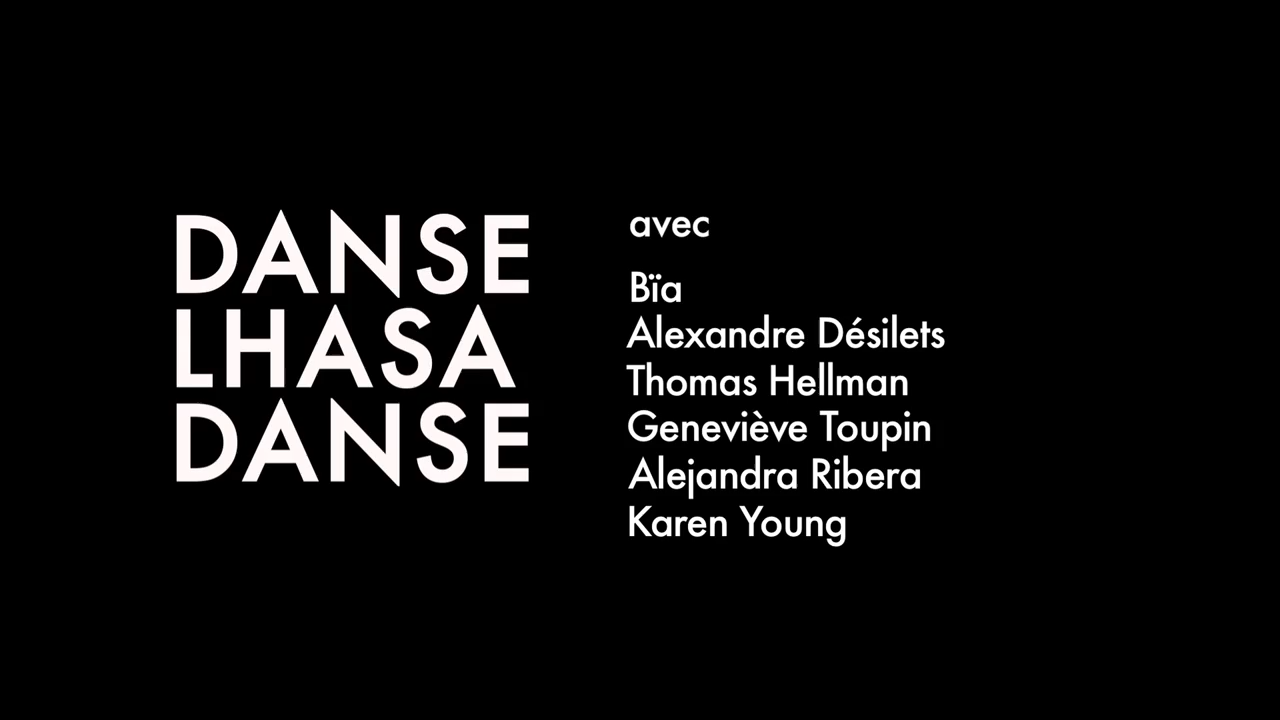 DANSE
LHASA
DANSE
avec
Bïa
Alexandre Désilets
Thomas Hellman
Geneviève Toupin
Alejandra Ribera
Karen Young